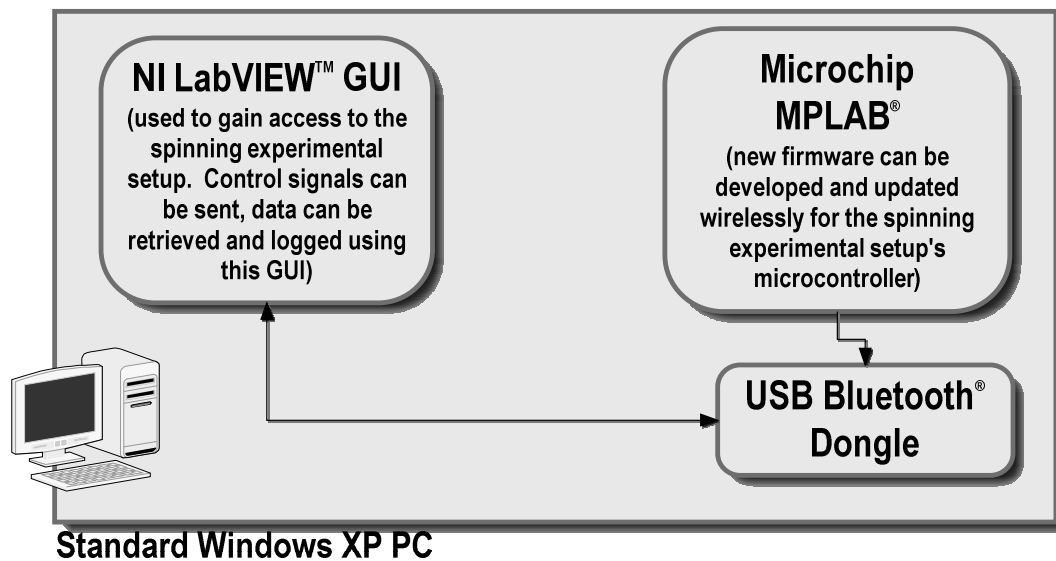 NI LabVIEW™ GUI
(used to gain access to the
spinning experimental
setup. Control signals can
be sent, data can be
retrieved and logged using
this GUI)
Microchip
MPLAB®
(new firmware can be
developed and updated
wirelessly for the spinning
experimental setup's
microcontroller)
USB Bluetooth®
Dongle
Standard Windows XP PC